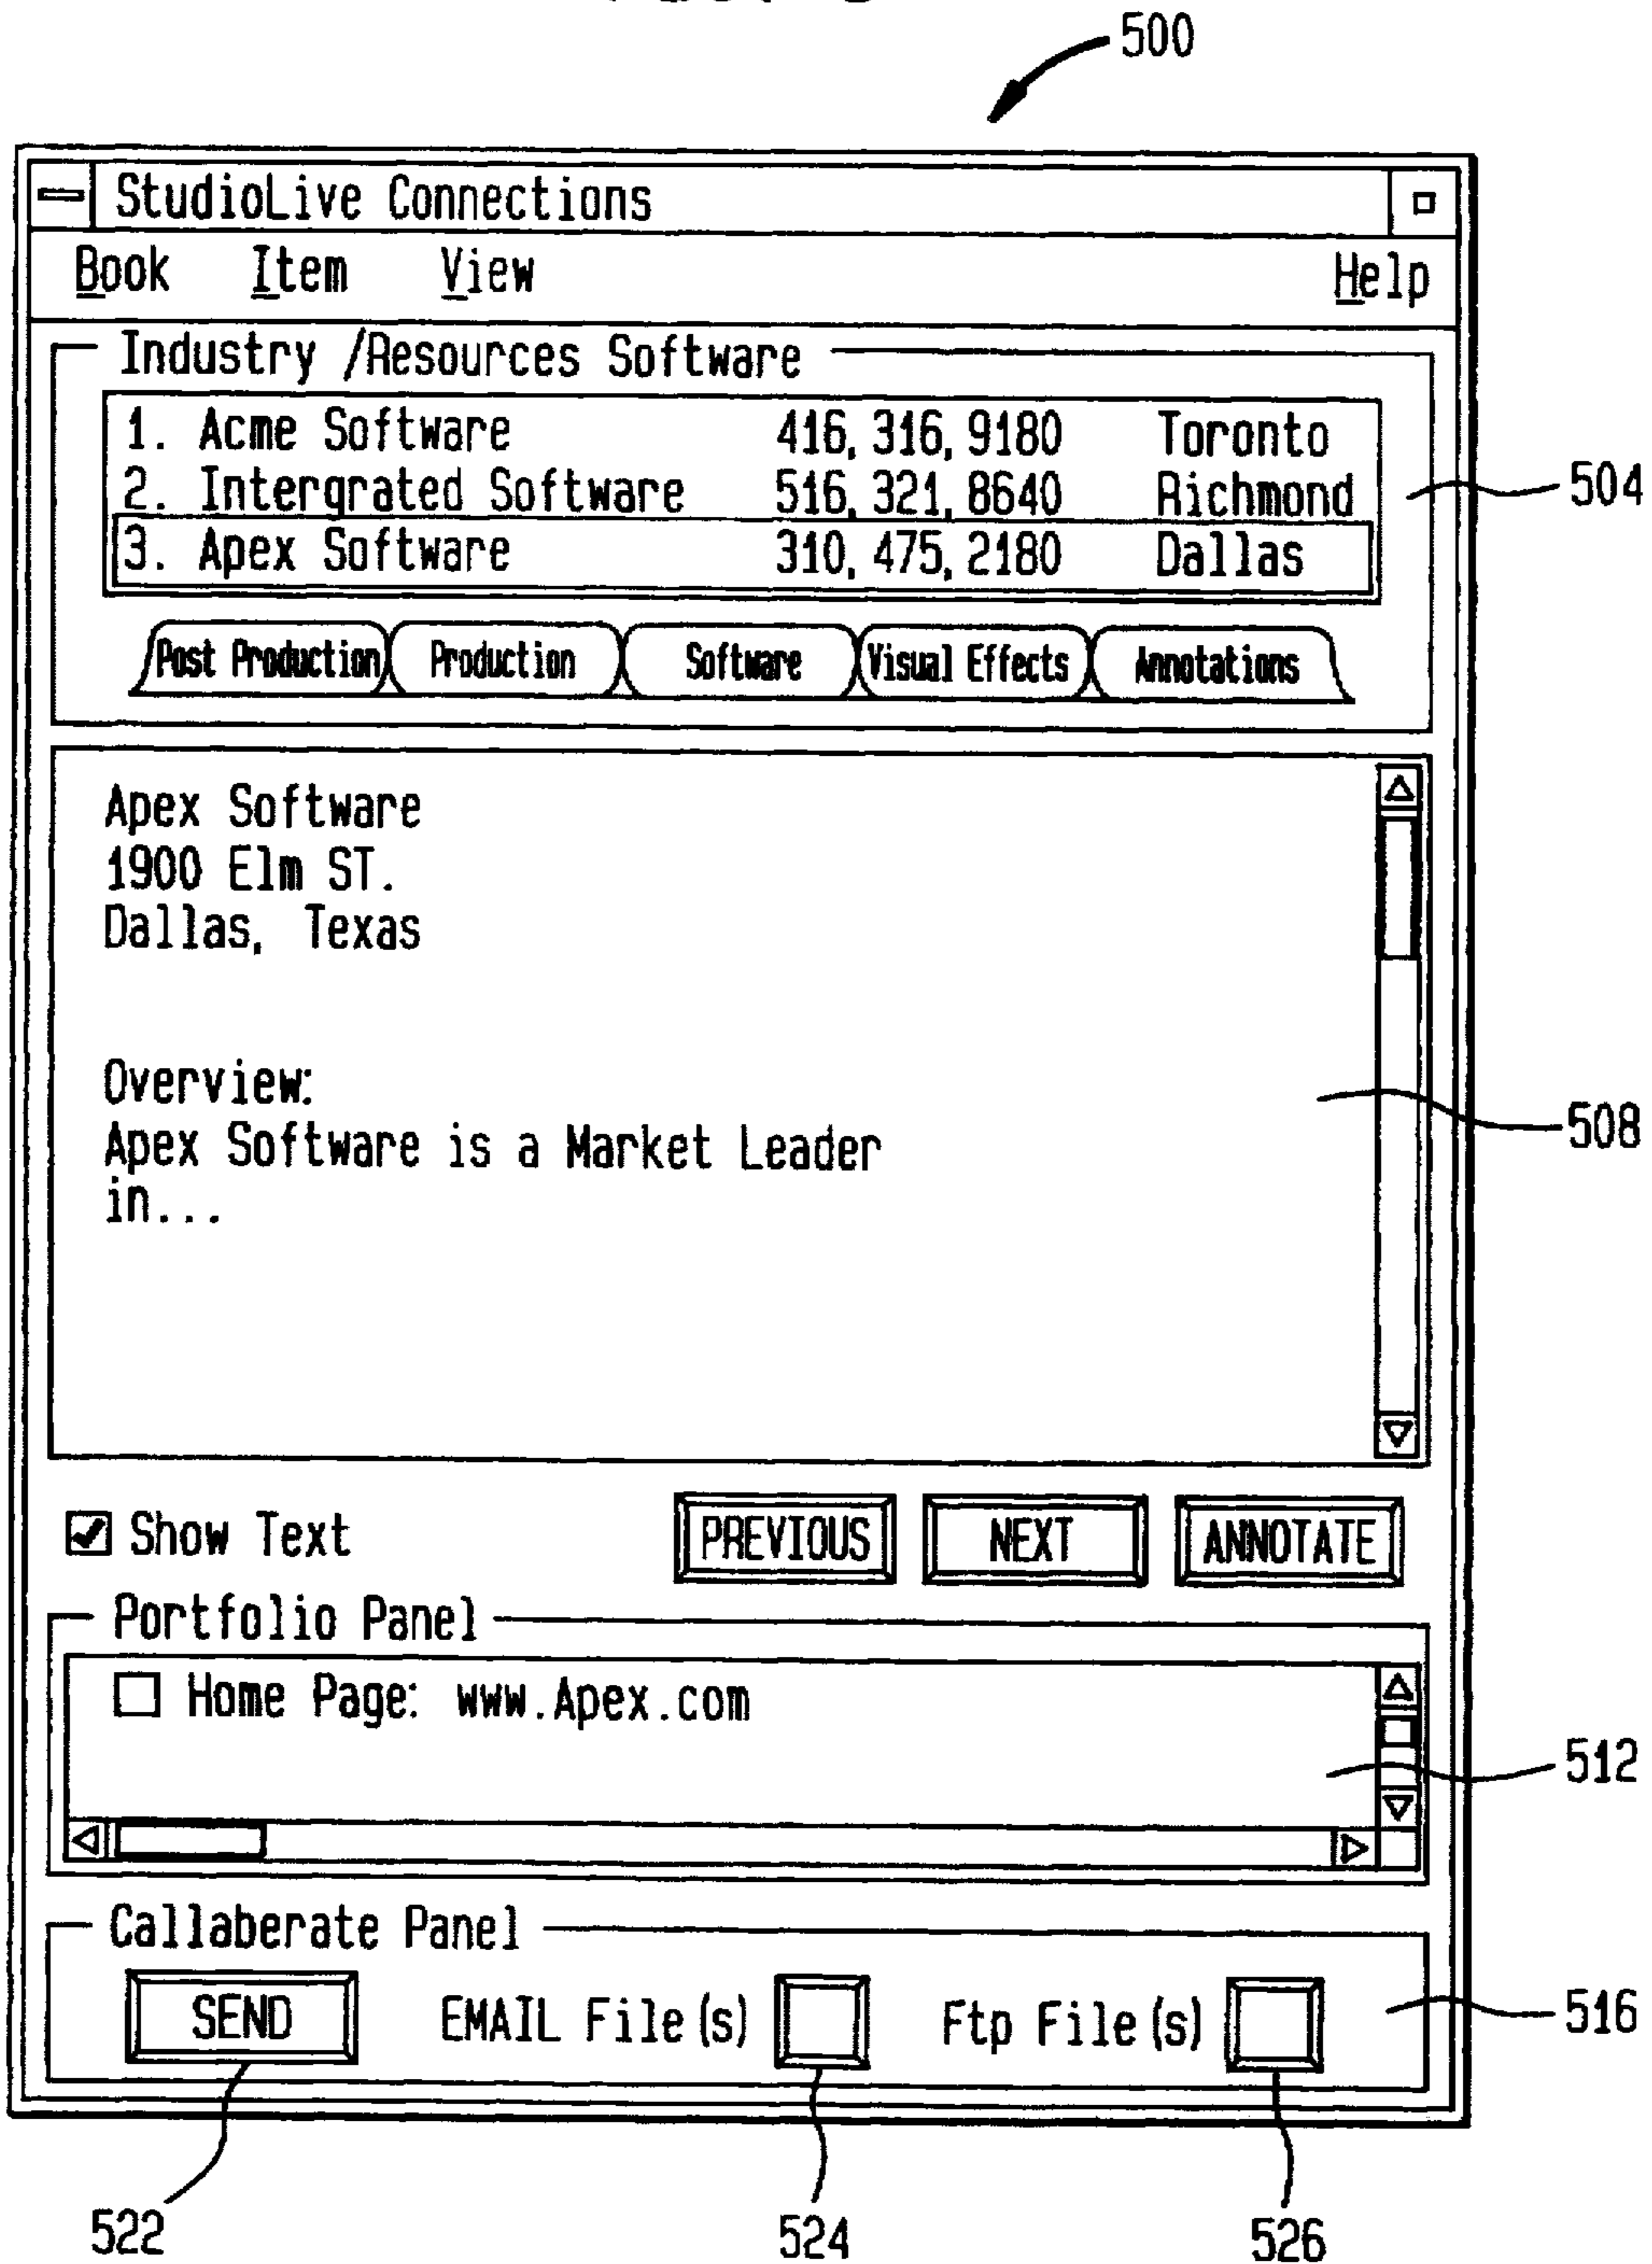 500
StudioLive Connections
Book Item View Help
Industry /Resources Software
1. Acme Software 416, 316, 9180 Toronto
2. Intergrated Software 516, 321, 8640 Richmond
3. Apex Software 310, 475, 2180 Dallas
504
Post Production Production Software Visual Effects Annotations
Apex Software
1900 Elm ST.
Dallas, Texas
Overview:
Apex Software is a Market Leader
in...
508
Show Text PREVIOUS NEXT ANNOTATE
Portfolio Panel
Home Page: www.Apex.com
512
Callaberate Panel
SEND EMAIL File(s) Ftp File(s)
516
522 524 526